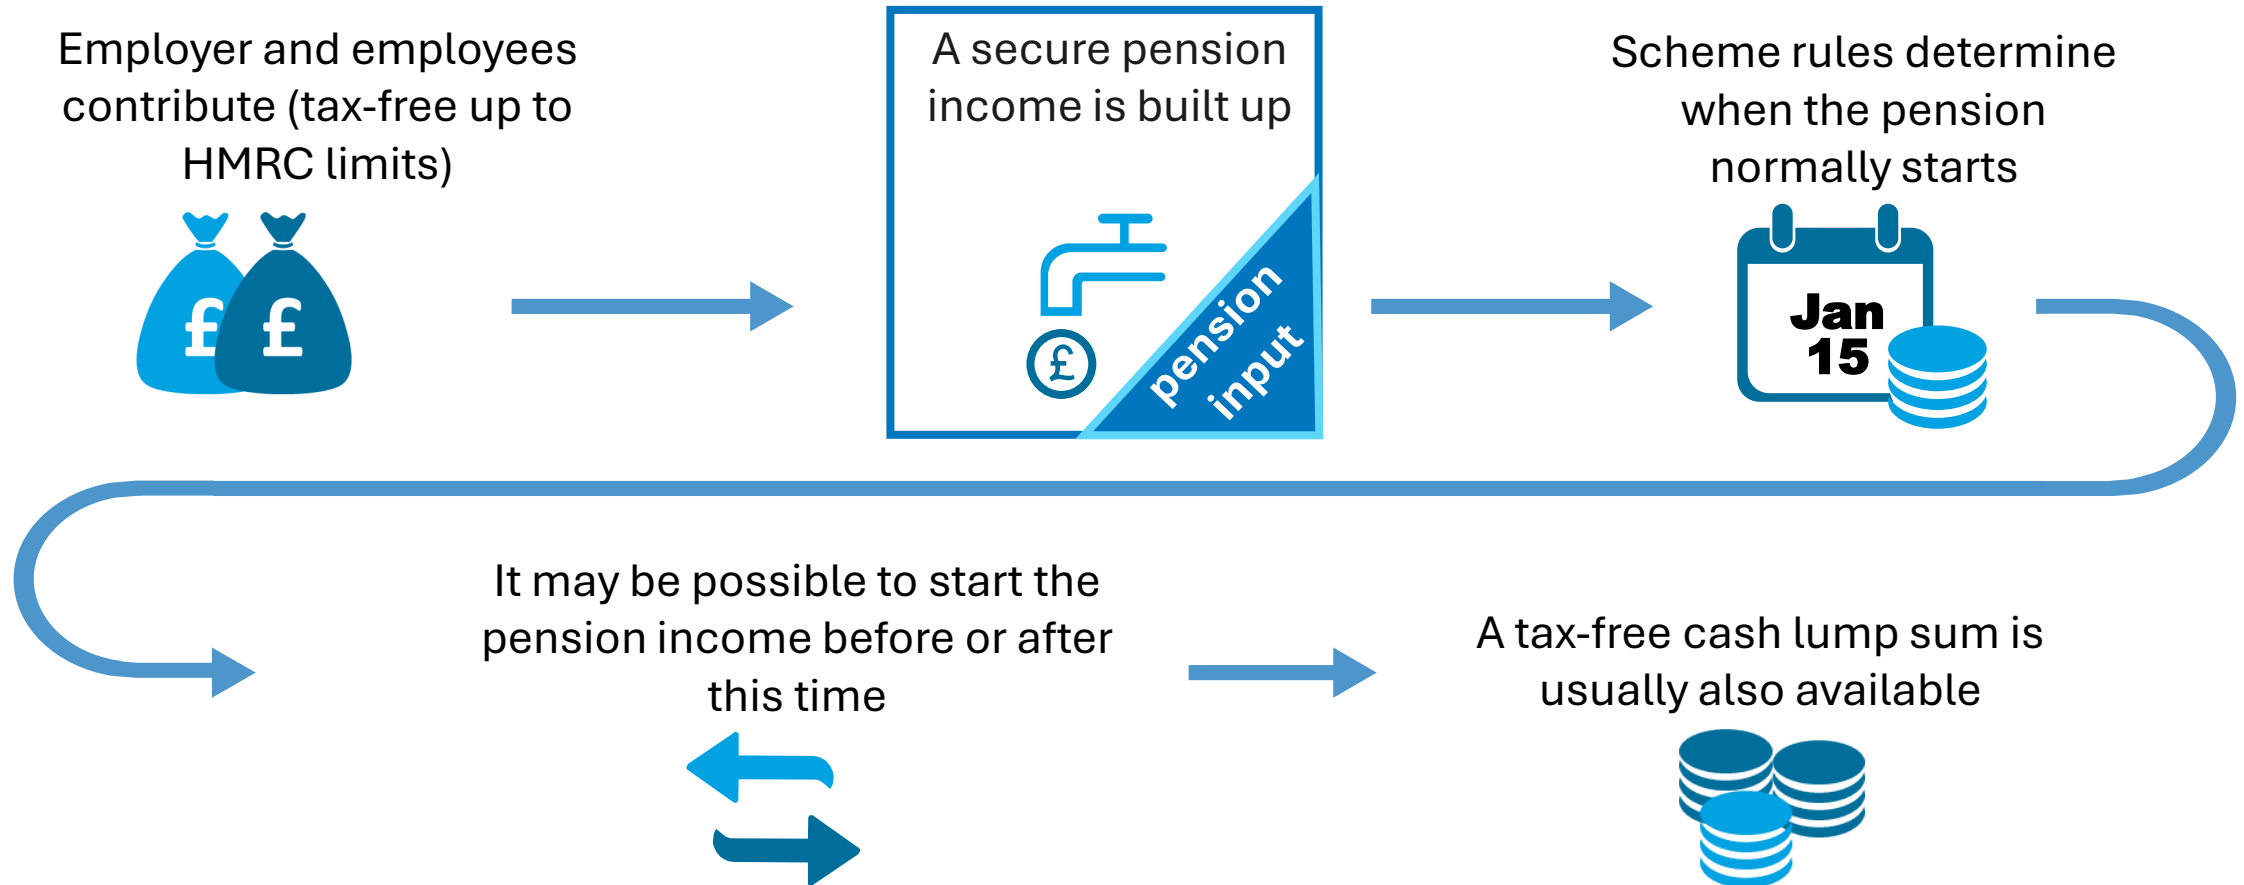 Employer and employees
contribute (tax-free up to
HMRC limits)
££
A secure pension
income is built up
£
pension
input
Scheme rules determine
when the pension
normally starts
Jan
15
It may be possible to start the
pension income before or after
this time
A tax-free cash lump sum is
usually also available